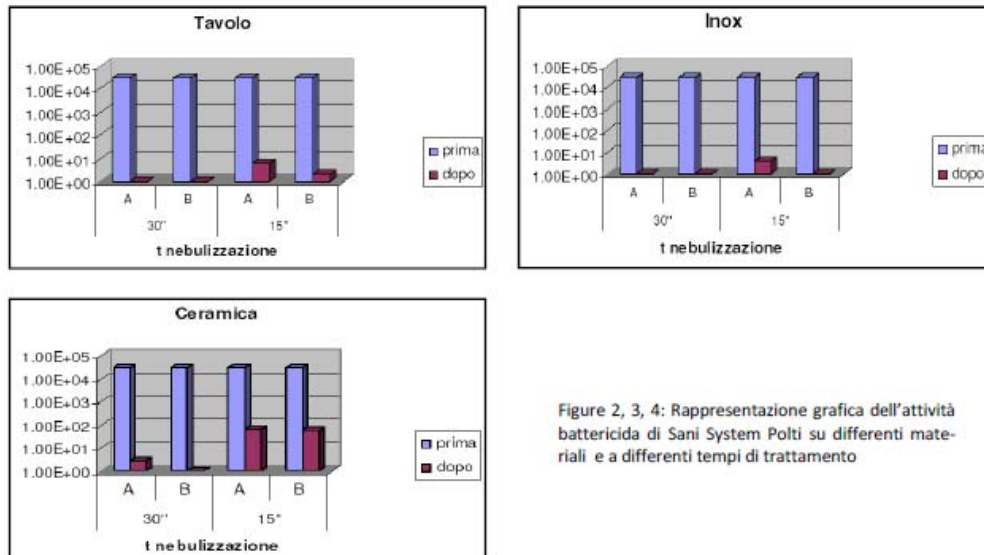 Tavolo
1.00E+05
1.00E+04
1.00E+03
1.00E+02
1.00E+01
1.00E+00
A B A B
30'' 15''
t nebulizzazione
prima
dopo
Inox
1.00E+05
1.00E+04
1.00E+03
1.00E+02
1.00E+01
1.00E+00
A B A B
30'' 15''
t nebulizzazione
prima
dopo
Ceramica
1.00E+05
1.00E+04
1.00E+03
1.00E+02
1.00E+01
1.00E+00
A B A B
30'' 15''
t nebulizzazione
prima
dopo
Figure 2, 3, 4: Rappresentazione grafica dell'attività
battericida di Sani System Polti su differenti mate-
riali e a differenti tempi di trattamento